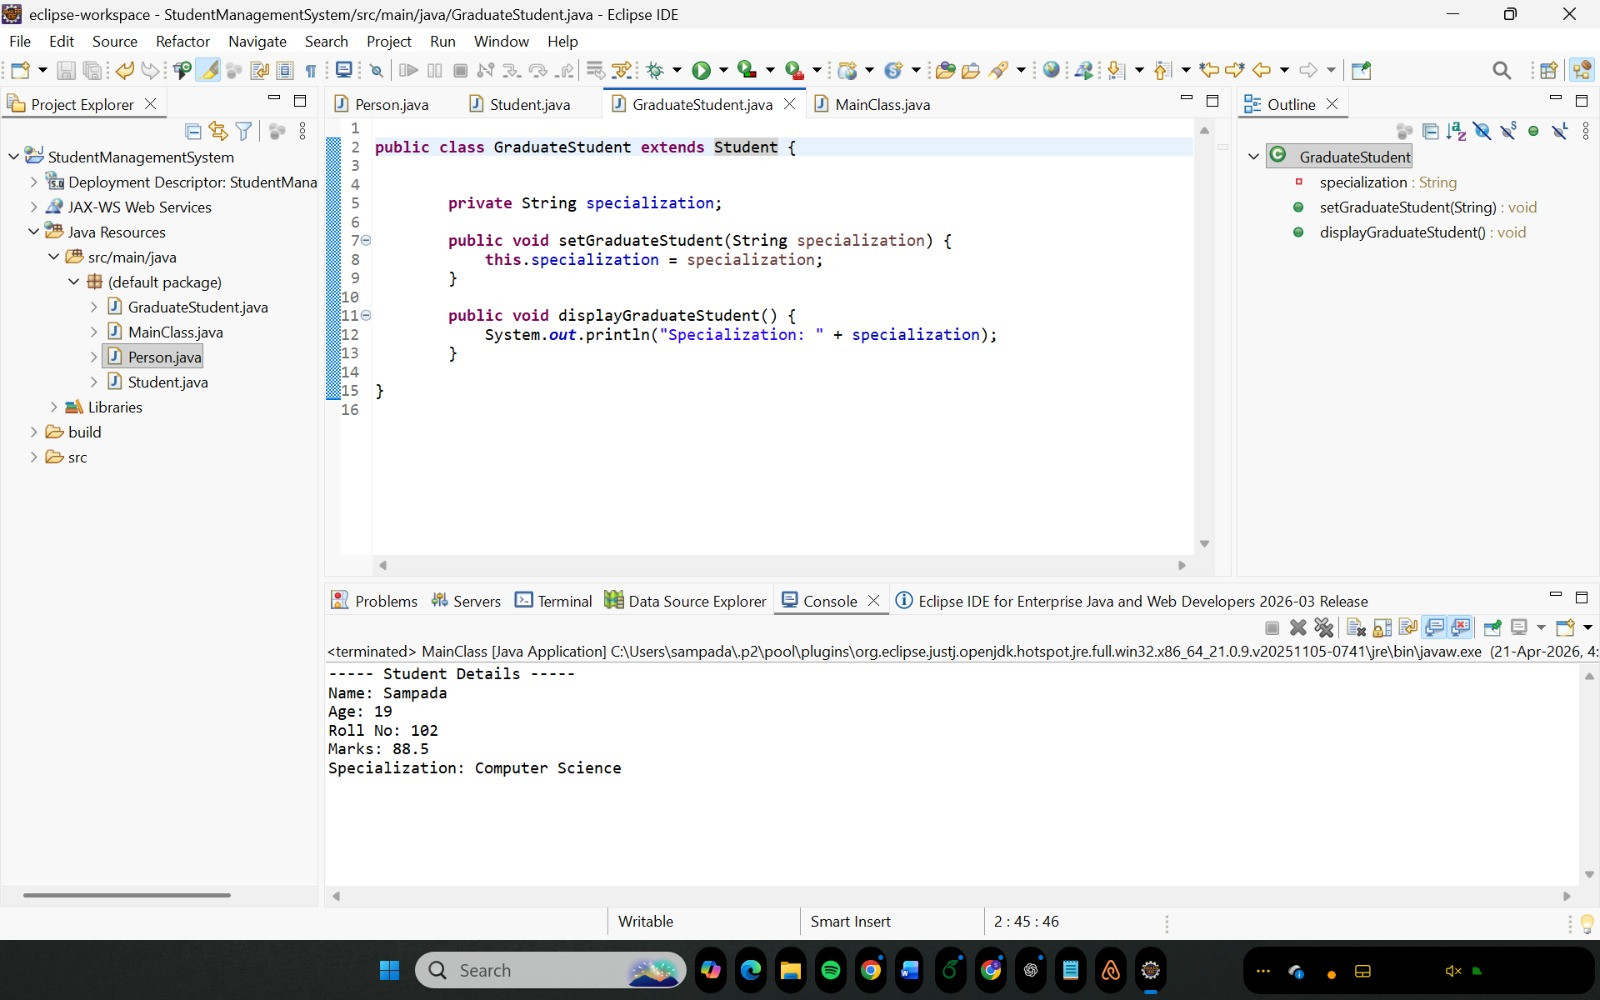 eclipse-workspace - StudentManagementSystem/src/main/java/GraduateStudent.java - Eclipse IDE
File Edit Source Refactor Navigate Search Project Run Window Help
Project Explorer
StudentManagementSystem
Deployment Descriptor: StudentMana
JAX-WS Web Services
Java Resources
src/main/java
(default package)
GraduateStudent.java
MainClass.java
Person.java
Student.java
Libraries
build
src
Person.java Student.java GraduateStudent.java MainClass.java
1
2 public class GraduateStudent extends Student {
3
4
5 private String specialization;
6
7 public void setGraduateStudent(String specialization) {
8 this.specialization = specialization;
9 }
10
11 public void displayGraduateStudent() {
12 System.out.println("Specialization: " + specialization);
13 }
14
15 }
16
Outline
GraduateStudent
specialization : String
setGraduateStudent(String) : void
displayGraduateStudent() : void
Problems Servers Terminal Data Source Explorer Console Eclipse IDE for Enterprise Java and Web Developers 2026-03 Release
<terminated> MainClass [Java Application] C:\Users\sampada\.p2\pool\plugins\org.eclipse.justj.openjdk.hotspot.jre.full.win32.x86_64_21.0.9.v20251105-0741\jre\bin\javaw.exe (21-Apr-2026, 4:
----- Student Details -----
Name: Sampada
Age: 19
Roll No: 102
Marks: 88.5
Specialization: Computer Science
Writable Smart Insert 2 : 45 : 46
Search